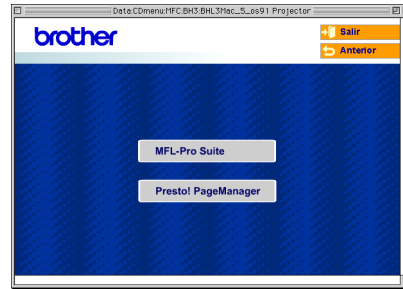 Data:CDmenu:MFC:BH3:BHL3Mac_5_os91 Projector
brother
Salir
Anterior
MFL-Pro Suite
Presto! PageManager